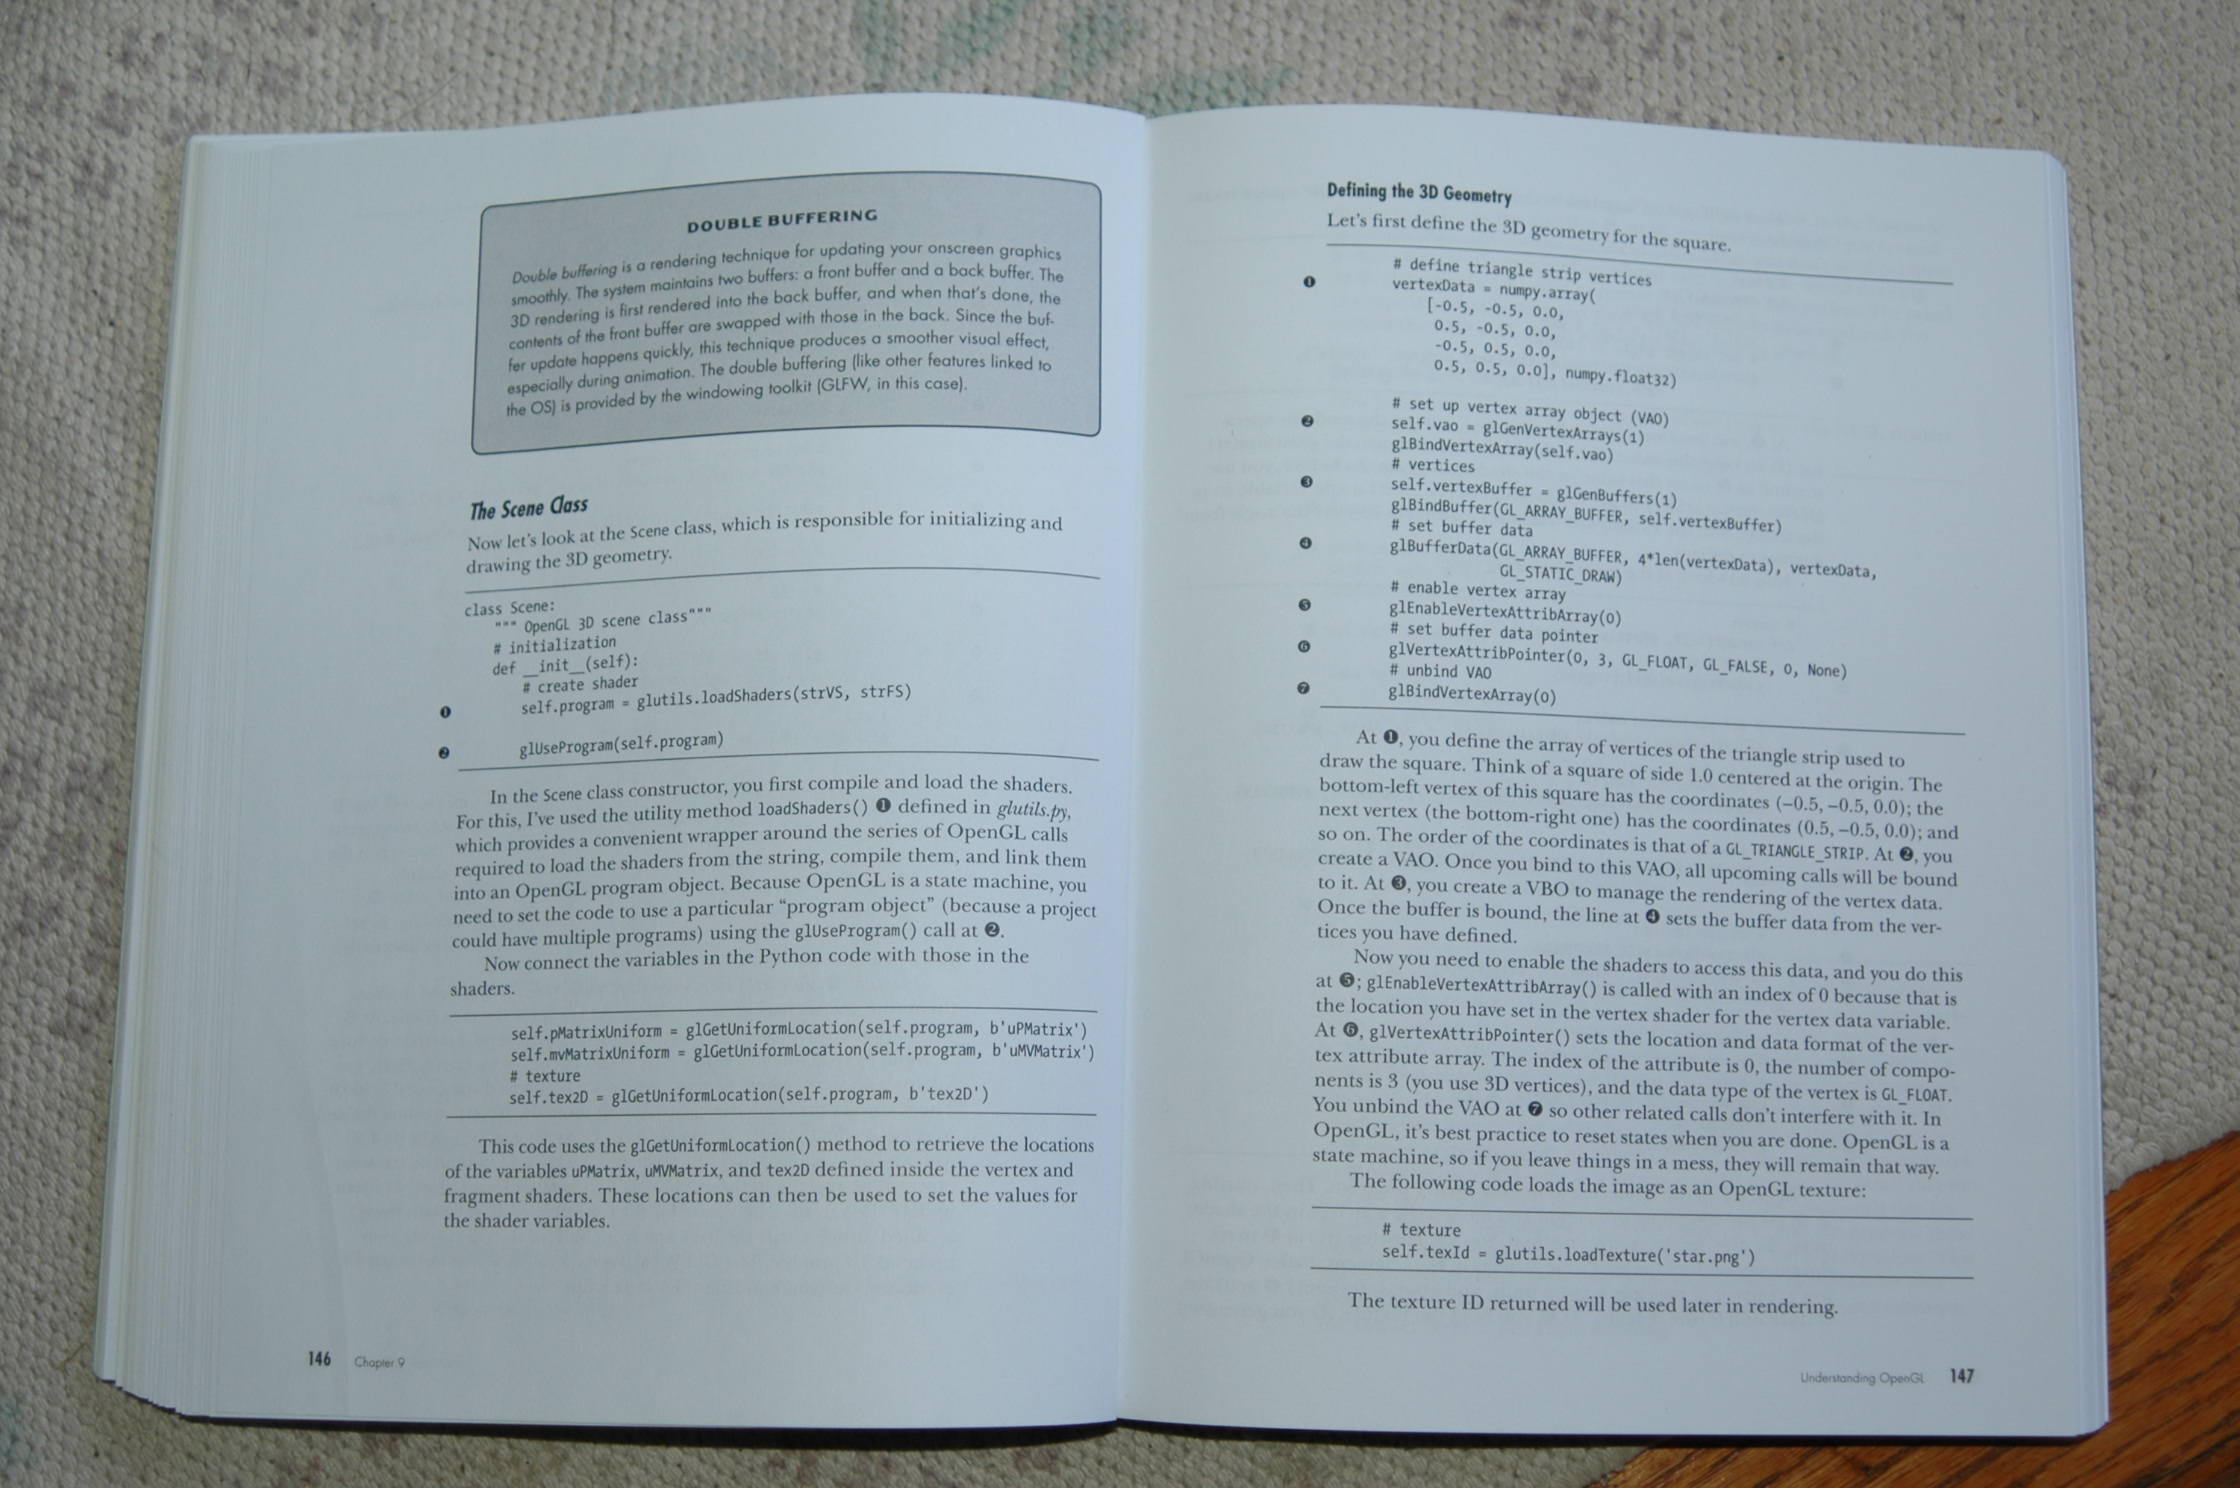 DOUBLE BUFFERING
Double buffering is a rendering technique for updating your onscreen graphics
smoothly. The system maintains two buffers: a front buffer and a back buffer. The
3D rendering is first rendered into the back buffer, and when that's done, the
contents of the front buffer are swapped with those in the back. Since the buf-
fer update happens quickly, this technique produces a smoother visual effect,
especially during animation. The double buffering (like other features linked to
the OS) is provided by the windowing toolkit (GLFW, in this case).
The Scene Class
Now let's look at the Scene class, which is responsible for initializing and
drawing the 3D geometry.
class Scene:
""" OpenGL 3D scene class"""
# initialization
def __init__(self):
# create shader
❶ self.program = glutils.loadShaders(strVS, strFS)
❷ glUseProgram(self.program)
In the Scene class constructor, you first compile and load the shaders.
For this, I've used the utility method loadShaders() ❶ defined in glutils.py,
which provides a convenient wrapper around the series of OpenGL calls
required to load the shaders from the string, compile them, and link them
into an OpenGL program object. Because OpenGL is a state machine, you
need to set the code to use a particular “program object” (because a project
could have multiple programs) using the glUseProgram() call at ❷.
Now connect the variables in the Python code with those in the
shaders.
self.pMatrixUniform = glGetUniformLocation(self.program, b'uPMatrix')
self.mvMatrixUniform = glGetUniformLocation(self.program, b'uMVMatrix')
# texture
self.tex2D = glGetUniformLocation(self.program, b'tex2D')
This code uses the glGetUniformLocation() method to retrieve the locations
of the variables uPMatrix, uMVMatrix, and tex2D defined inside the vertex and
fragment shaders. These locations can then be used to set the values for
the shader variables.
146 Chapter 9
Defining the 3D Geometry
Let's first define the 3D geometry for the square.
# define triangle strip vertices
❶ vertexData = numpy.array(
[-0.5, -0.5, 0.0,
0.5, -0.5, 0.0,
-0.5, 0.5, 0.0,
0.5, 0.5, 0.0], numpy.float32)
# set up vertex array object (VAO)
❷ self.vao = glGenVertexArrays(1)
glBindVertexArray(self.vao)
# vertices
❸ self.vertexBuffer = glGenBuffers(1)
glBindBuffer(GL_ARRAY_BUFFER, self.vertexBuffer)
# set buffer data
❹ glBufferData(GL_ARRAY_BUFFER, 4*len(vertexData), vertexData,
GL_STATIC_DRAW)
# enable vertex array
❺ glEnableVertexAttribArray(0)
# set buffer data pointer
❻ glVertexAttribPointer(0, 3, GL_FLOAT, GL_FALSE, 0, None)
# unbind VAO
❼ glBindVertexArray(0)
At ❶, you define the array of vertices of the triangle strip used to
draw the square. Think of a square of side 1.0 centered at the origin. The
bottom-left vertex of this square has the coordinates (−0.5, −0.5, 0.0); the
next vertex (the bottom-right one) has the coordinates (0.5, −0.5, 0.0); and
so on. The order of the coordinates is that of a GL_TRIANGLE_STRIP. At ❷, you
create a VAO. Once you bind to this VAO, all upcoming calls will be bound
to it. At ❸, you create a VBO to manage the rendering of the vertex data.
Once the buffer is bound, the line at ❹ sets the buffer data from the ver-
tices you have defined.
Now you need to enable the shaders to access this data, and you do this
at ❺; glEnableVertexAttribArray() is called with an index of 0 because that is
the location you have set in the vertex shader for the vertex data variable.
At ❻, glVertexAttribPointer() sets the location and data format of the ver-
tex attribute array. The index of the attribute is 0, the number of compo-
nents is 3 (you use 3D vertices), and the data type of the vertex is GL_FLOAT.
You unbind the VAO at ❼ so other related calls don't interfere with it. In
OpenGL, it's best practice to reset states when you are done. OpenGL is a
state machine, so if you leave things in a mess, they will remain that way.
The following code loads the image as an OpenGL texture:
# texture
self.texId = glutils.loadTexture('star.png')
The texture ID returned will be used later in rendering.
Understanding OpenGL 147